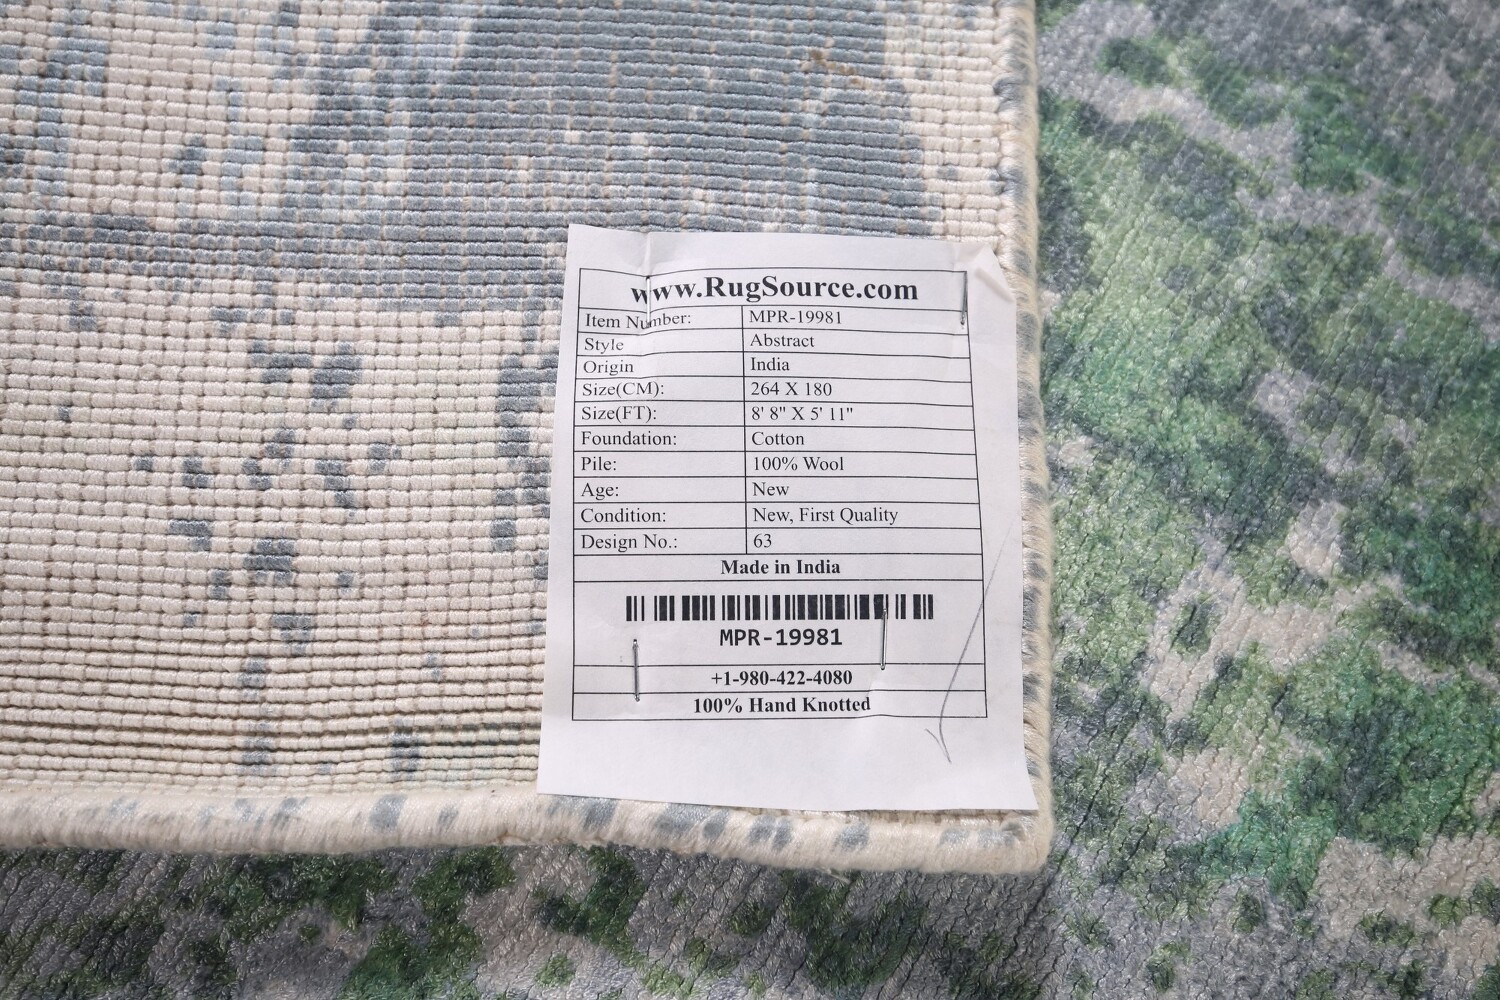 www.RugSource.com
Item Number: MPR-19981
Style Abstract
Origin India
Size(CM): 264 X 180
Size(FT): 8' 8" X 5' 11"
Foundation: Cotton
Pile: 100% Wool
Age: New
Condition: New, First Quality
Design No.: 63
Made in India
MPR-19981
+1-980-422-4080
100% Hand Knotted